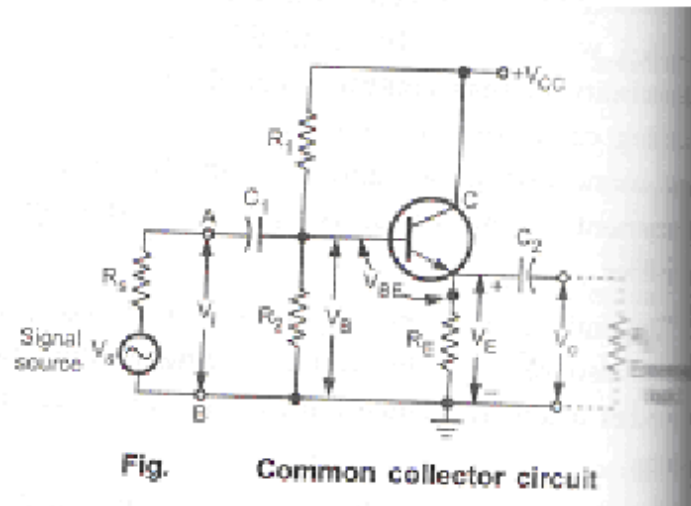 +VCC
R1
C1
A
C
C2
Rs
Vi
R2
VB
VBE
+
RE
VE
Vo
Signal
source
Vs
−
B
Fig. Common collector circuit